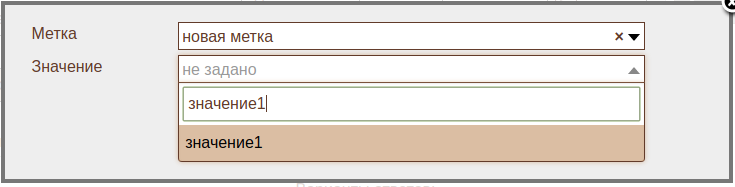 Метка новая метка ×
Значение не задано
значение1
значение1